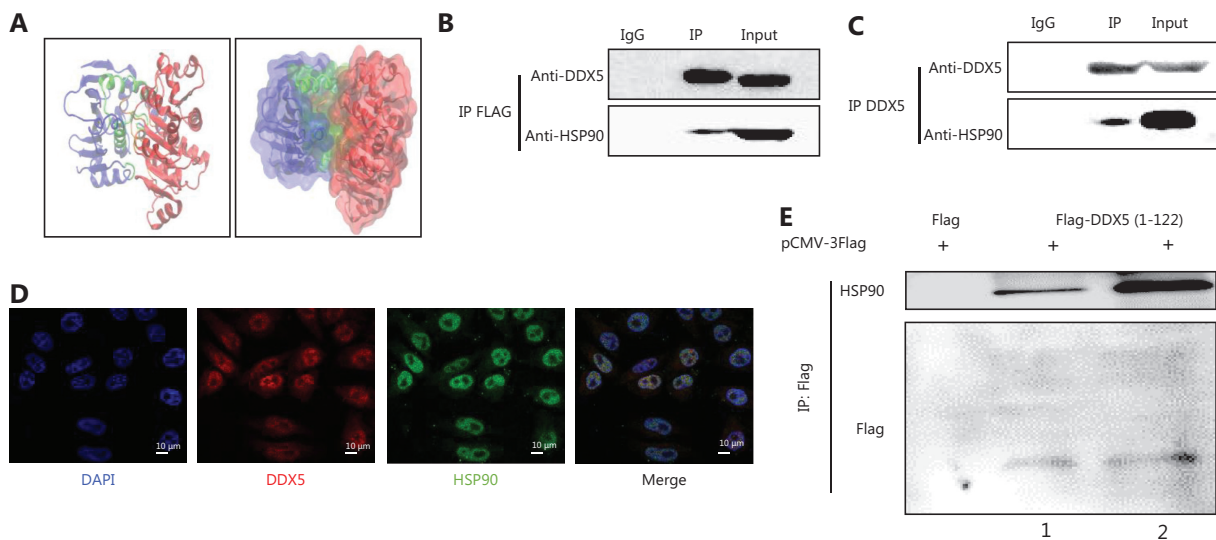 A
B
IgG IP Input
IP FLAG
Anti-DDX5
Anti-HSP90
C
IgG IP Input
IP DDX5
Anti-DDX5
Anti-HSP90
D
10 µm
10 µm
10 µm
10 µm
DAPI
DDX5
HSP90
Merge
E
Flag Flag-DDX5 (1-122)
pCMV-3Flag + + +
IP: Flag
HSP90
Flag
1 2